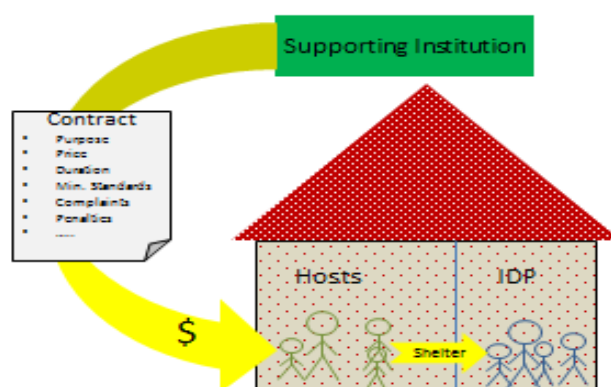 Supporting Institution
Contract
▪ Purpose
▪ Price
▪ Duration
▪ Min. Standards
▪ Complaints
▪ Penalties
▪ .....
Hosts
IDP
$
Shelter